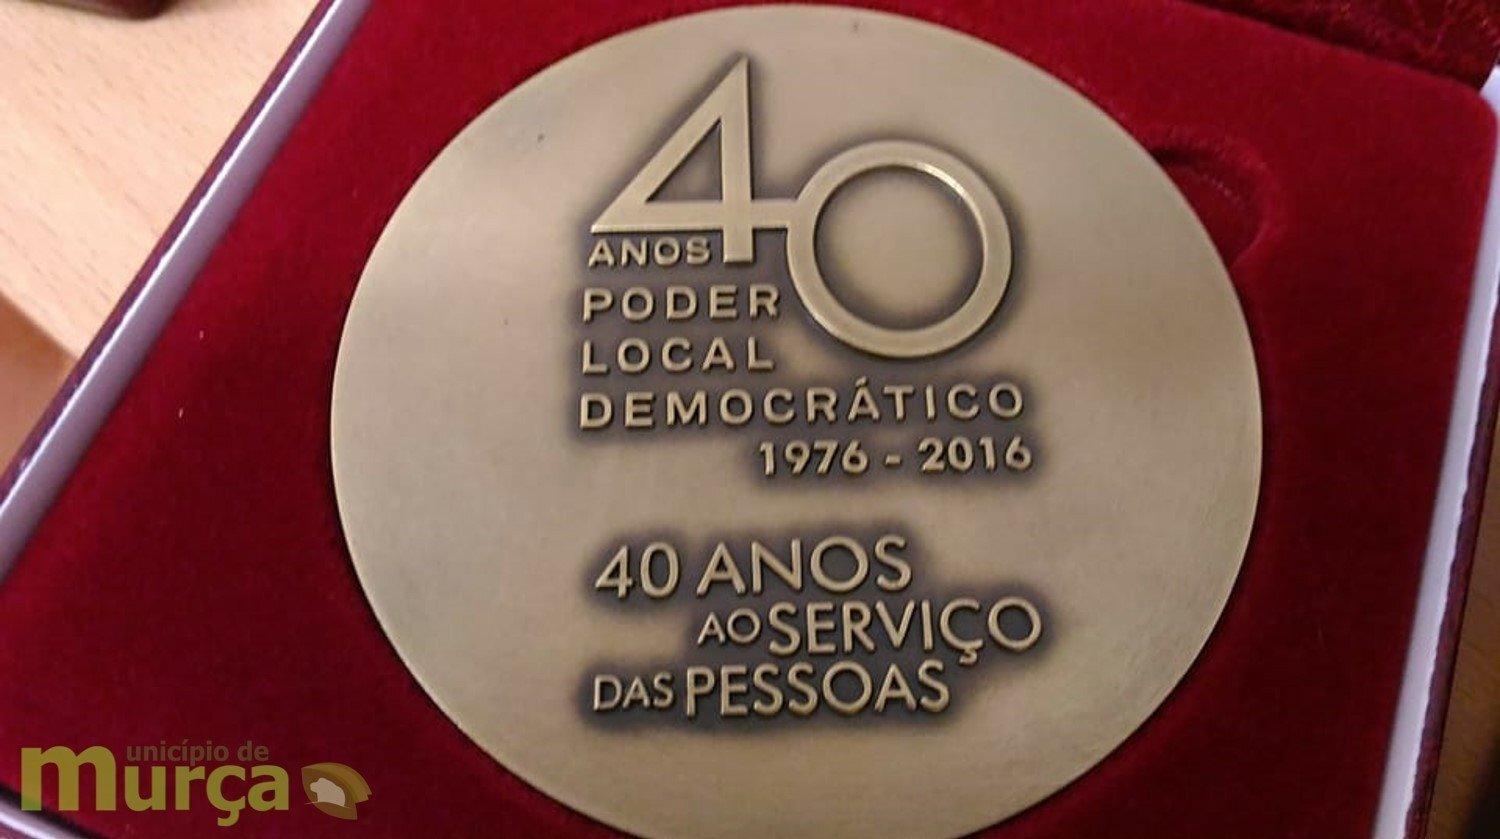 40
ANOS
PODER
LOCAL
DEMOCRÁTICO
1976 - 2016
40 ANOS
AO SERVIÇO
DAS PESSOAS
município de
murça